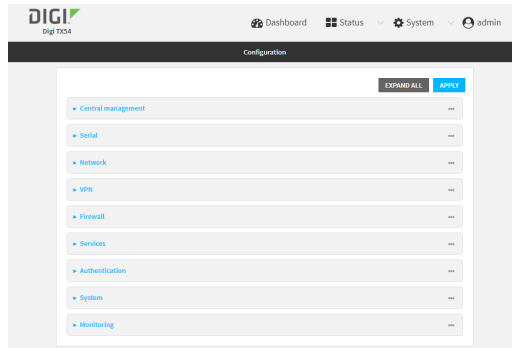 DIGI
Digi TX54
Dashboard
Status
System
admin
Configuration
EXPAND ALL
APPLY
Central management
Serial
Network
VPN
Firewall
Services
Authentication
System
Monitoring